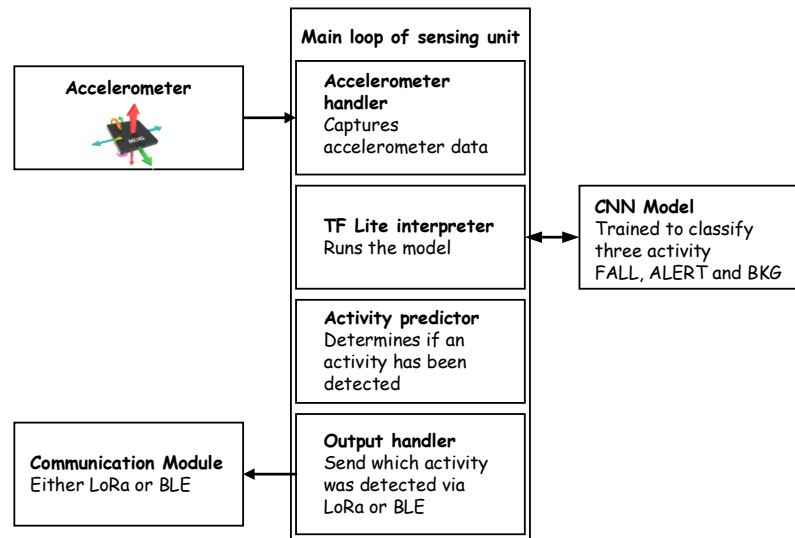 Main loop of sensing unit
Accelerometer
Accelerometer
handler
Captures
accelerometer data
TF Lite interpreter
Runs the model
CNN Model
Trained to classify
three activity
FALL, ALERT and BKG
Activity predictor
Determines if an
activity has been
detected
Communication Module
Either LoRa or BLE
Output handler
Send which activity
was detected via
LoRa or BLE